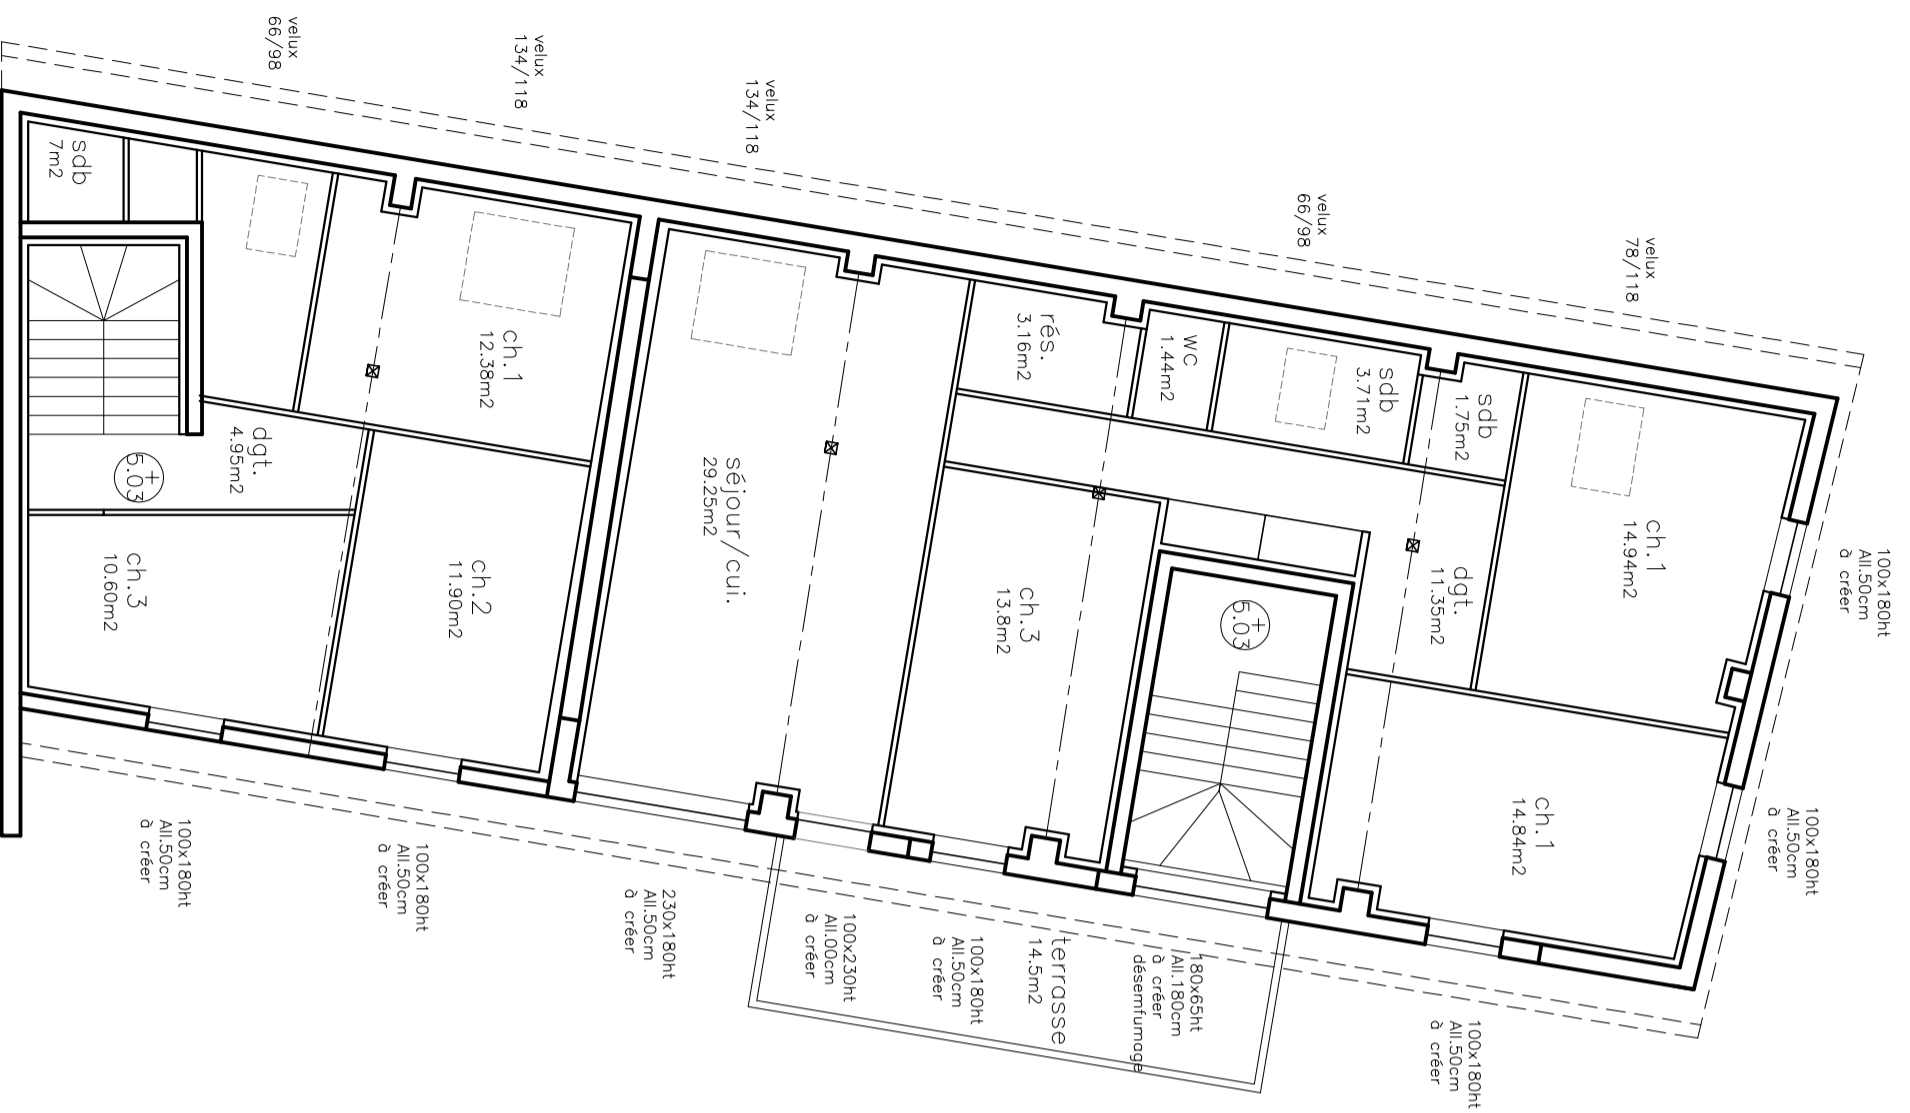 velux
66/98
velux
134/118
velux
134/118
velux
66/98
velux
78/118
sdb
7m2
ch.1
12.38m2
dgt.
4.95m2
+
5.03
ch.3
10.60m2
ch.2
11.90m2
séjour/cui.
29.25m2
rés.
3.16m2
WC
1.44m2
sdb
3.71m2
sdb
1.75m2
ch.1
14.94m2
dgt.
11.35m2
ch.3
13.8m2
+
5.03
ch.1
14.84m2
terrasse
14.5m2
100x180ht
All.50cm
à créer
100x180ht
All.50cm
à créer
230x180ht
All.50cm
à créer
100x230ht
All.00cm
à créer
100x180ht
All.50cm
à créer
180x65ht
All.180cm
à créer
désemfumage
100x180ht
All.50cm
à créer
100x180ht
All.50cm
à créer
100x180ht
All.50cm
à créer